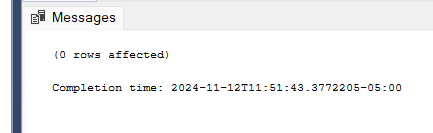 Messages
(0 rows affected)
Completion time: 2024-11-12T11:51:43.3772205-05:00